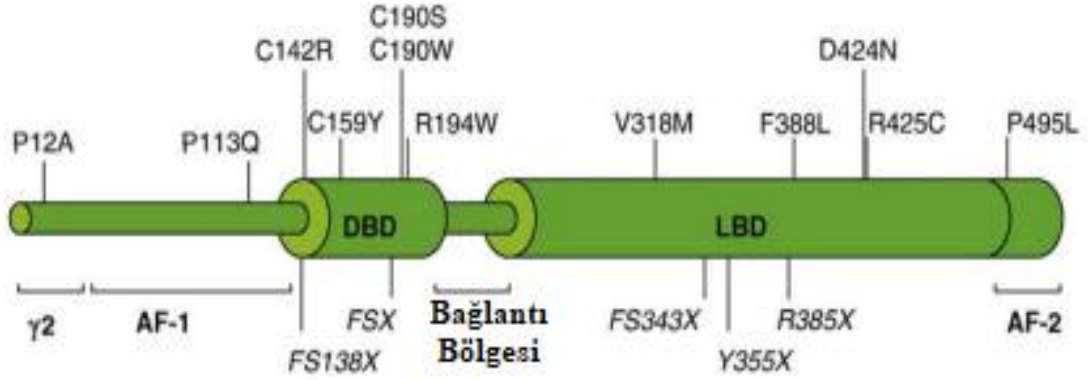 C190S
C142R
C190W
D424N
P12A
P113Q
C159Y
R194W
V318M
F388L
R425C
P495L
DBD
LBD
γ2
AF-1
FSX
Bağlantı
Bölgesi
FS343X
R385X
AF-2
FS138X
Y355X